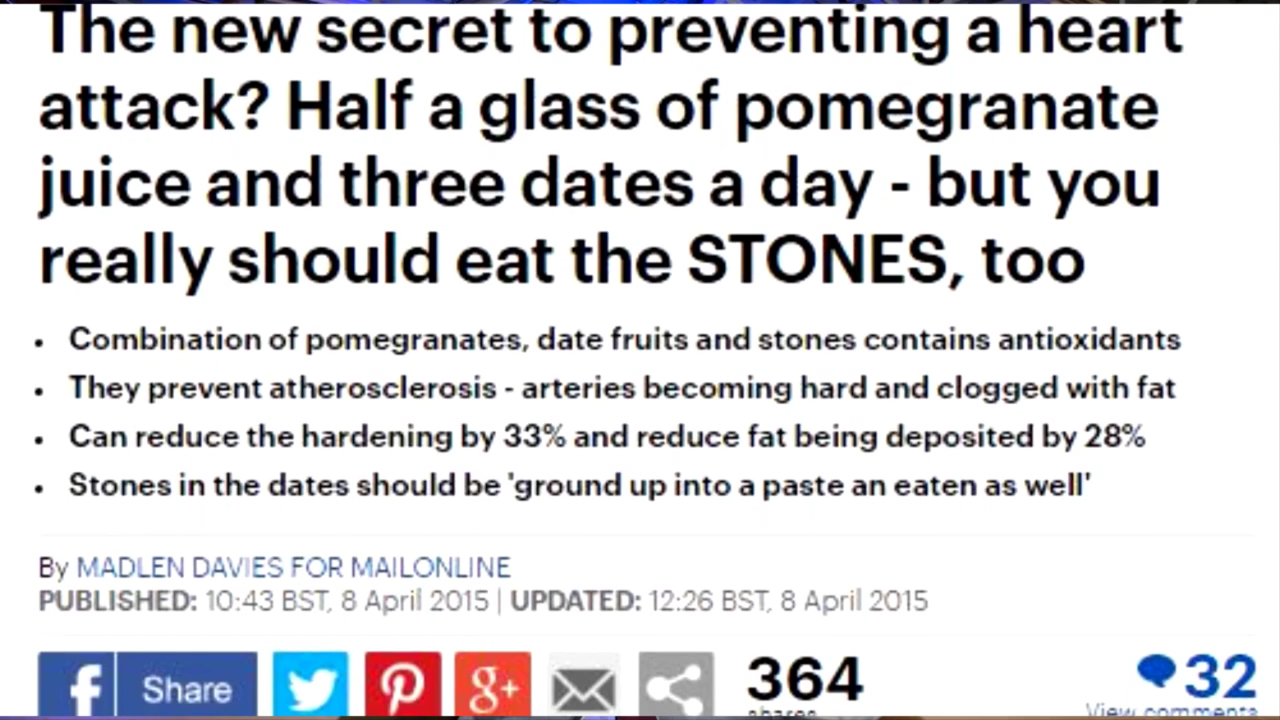 The new secret to preventing a heart
attack? Half a glass of pomegranate
juice and three dates a day - but you
really should eat the STONES, too
• Combination of pomegranates, date fruits and stones contains antioxidants
• They prevent atherosclerosis - arteries becoming hard and clogged with fat
• Can reduce the hardening by 33% and reduce fat being deposited by 28%
• Stones in the dates should be 'ground up into a paste an eaten as well'
By MADLEN DAVIES FOR MAILONLINE
PUBLISHED: 10:43 BST, 8 April 2015 | UPDATED: 12:26 BST, 8 April 2015
f Share g+ 364 32
shares View comments